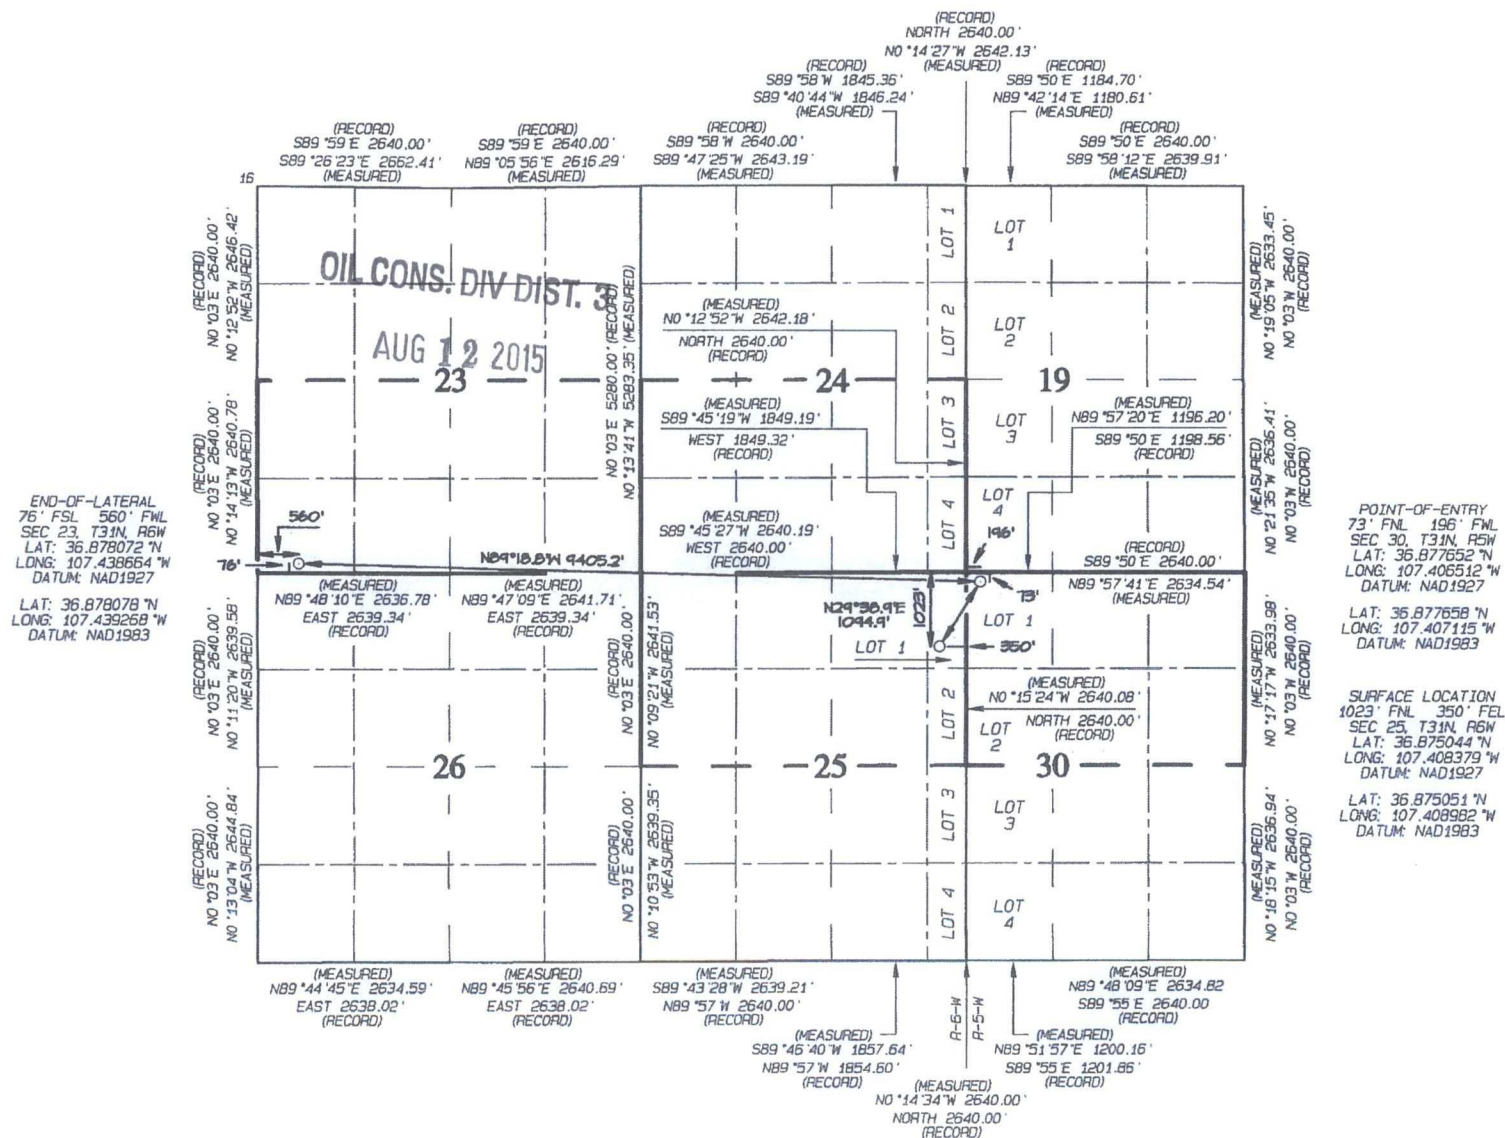 (RECORD)
NORTH 2640.00'
N0°14'27"W 2642.13'
(MEASURED)
(RECORD)
S89°58'W 1845.36'
S89°40'44"W 1846.24'
(MEASURED)
(RECORD)
S89°50'E 1184.70'
N89°42'14"E 1180.61'
(MEASURED)
(RECORD)
S89°59'E 2640.00'
S89°26'23"E 2662.41'
(MEASURED)
(RECORD)
S89°59'E 2640.00'
N89°05'56"E 2616.29'
(MEASURED)
(RECORD)
S89°58'W 2640.00'
S89°47'25"W 2643.19'
(MEASURED)
(RECORD)
S89°50'E 2640.00'
S89°58'12"E 2639.91'
(MEASURED)
16
(RECORD)
N0°03'E 2640.00'
N0°12'52"W 2646.42'
(MEASURED)
OIL CONS. DIV DIST. 3
AUG 12 2015
23
N0°03'E 5280.00' (RECORD)
N0°13'41"W 5283.35' (MEASURED)
(MEASURED)
N0°12'52"W 2642.18'
NORTH 2640.00'
(RECORD)
24
LOT 1
LOT 2
LOT 3
LOT 4
LOT
1
LOT
2
19
LOT
3
LOT
4
(MEASURED)
N0°19'05"W 2633.45'
N0°03'W 2640.00'
(RECORD)
(RECORD)
N0°03'E 2640.00'
N0°14'13"W 2640.78'
(MEASURED)
(MEASURED)
S89°45'19"W 1849.19'
WEST 1849.32'
(RECORD)
(MEASURED)
N89°57'20"E 1196.20'
S89°50'E 1198.56'
(RECORD)
(MEASURED)
N0°21'35"W 2636.41'
N0°03'W 2640.00'
(RECORD)
END-OF-LATERAL
76' FSL 560' FWL
SEC 23, T31N, R6W
LAT: 36.878072°N
LONG: 107.438664°W
DATUM: NAD1927
LAT: 36.878078°N
LONG: 107.439268°W
DATUM: NAD1983
560'
76'
N89°18.8'W 9405.2'
(MEASURED)
S89°45'27"W 2640.19'
WEST 2640.00'
(RECORD)
196'
(RECORD)
S89°50'E 2640.00'
N89°57'41"E 2634.54'
(MEASURED)
73'
POINT-OF-ENTRY
73' FNL 196' FWL
SEC 30, T31N, R5W
LAT: 36.877652°N
LONG: 107.406512°W
DATUM: NAD1927
LAT: 36.877658°N
LONG: 107.407115°W
DATUM: NAD1983
(MEASURED)
N89°48'10"E 2636.78'
EAST 2639.34'
(RECORD)
(MEASURED)
N89°47'09"E 2641.71'
EAST 2639.34'
(RECORD)
N29°38.9'E
1094.9'
1023'
LOT 1
LOT 1
350'
(RECORD)
N0°03'E 2640.00'
N0°11'20"W 2639.58'
(MEASURED)
(RECORD)
N0°03'E 2640.00'
N0°09'21"W 2641.53'
(MEASURED)
(MEASURED)
N0°15'24"W 2640.08'
NORTH 2640.00'
(RECORD)
LOT 2
LOT
2
(MEASURED)
N0°17'17"W 2633.98'
N0°03'W 2640.00'
(RECORD)
SURFACE LOCATION
1023' FNL 350' FEL
SEC 25, T31N, R6W
LAT: 36.875044°N
LONG: 107.408379°W
DATUM: NAD1927
LAT: 36.875051°N
LONG: 107.408982°W
DATUM: NAD1983
26
25
30
(RECORD)
N0°03'E 2640.00'
N0°13'04"W 2644.84'
(MEASURED)
(RECORD)
N0°03'E 2640.00'
N0°10'53"W 2639.35'
(MEASURED)
LOT 3
LOT 4
LOT
3
LOT
4
(MEASURED)
N0°18'15"W 2636.94'
N0°03'W 2640.00'
(RECORD)
(MEASURED)
N89°44'45"E 2634.59'
EAST 2638.02'
(RECORD)
(MEASURED)
N89°45'56"E 2640.69'
EAST 2638.02'
(RECORD)
(MEASURED)
S89°43'28"W 2639.21'
N89°57'W 2640.00'
(RECORD)
(MEASURED)
N89°48'09"E 2634.82
S89°55'E 2640.00
(RECORD)
R-6-W
R-5-W
(MEASURED)
S89°46'40"W 1857.64'
N89°57'W 1854.60'
(RECORD)
(MEASURED)
N89°51'57"E 1200.16'
S89°55'E 1201.86'
(RECORD)
(MEASURED)
N0°14'34"W 2640.00'
NORTH 2640.00'
(RECORD)